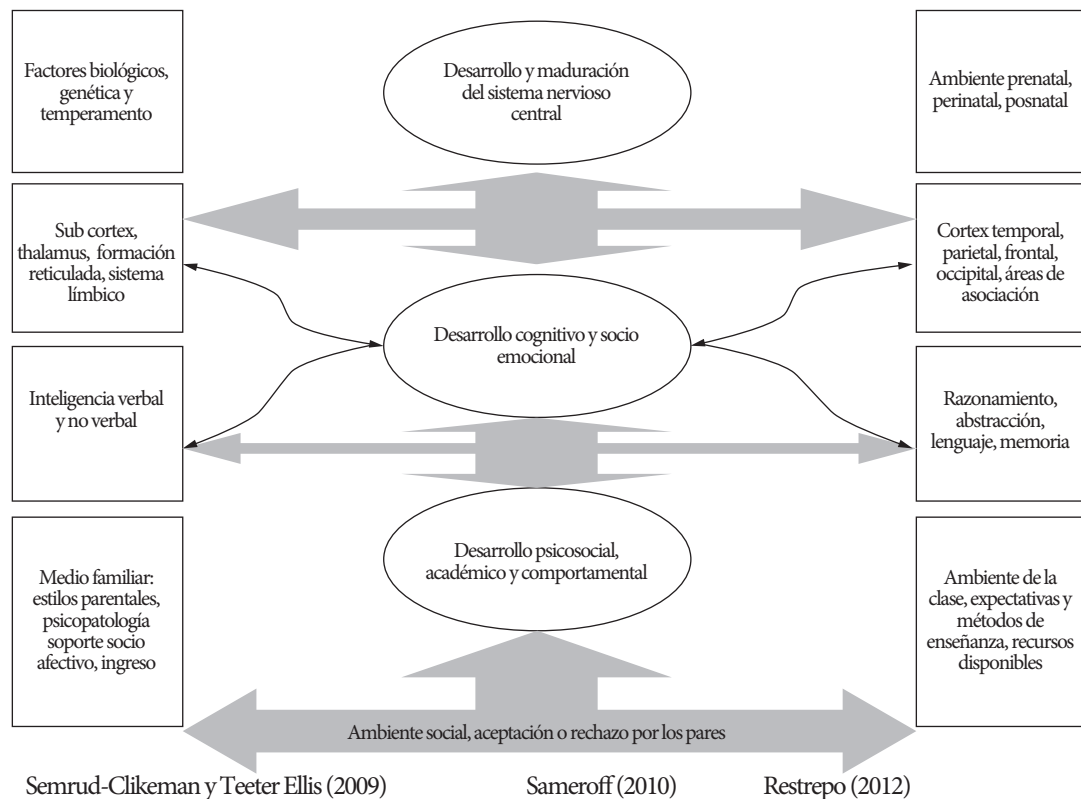 Factores biológicos,
genética y
temperamento
Desarrollo y maduración
del sistema nervioso
central
Ambiente prenatal,
perinatal, posnatal
Sub cortex,
thalamus, formación
reticulada, sistema
límbico
Cortex temporal,
parietal, frontal,
occipital, áreas de
asociación
Desarrollo cognitivo y socio
emocional
Inteligencia verbal
y no verbal
Razonamiento,
abstracción,
lenguaje, memoria
Desarrollo psicosocial,
académico y comportamental
Medio familiar:
estilos parentales,
psicopatología
soporte socio
afectivo, ingreso
Ambiente de la
clase, expectativas y
métodos de
enseñanza, recursos
disponibles
Ambiente social, aceptación o rechazo por los pares
Semrud-Clikeman y Teeter Ellis (2009) Sameroff (2010) Restrepo (2012)